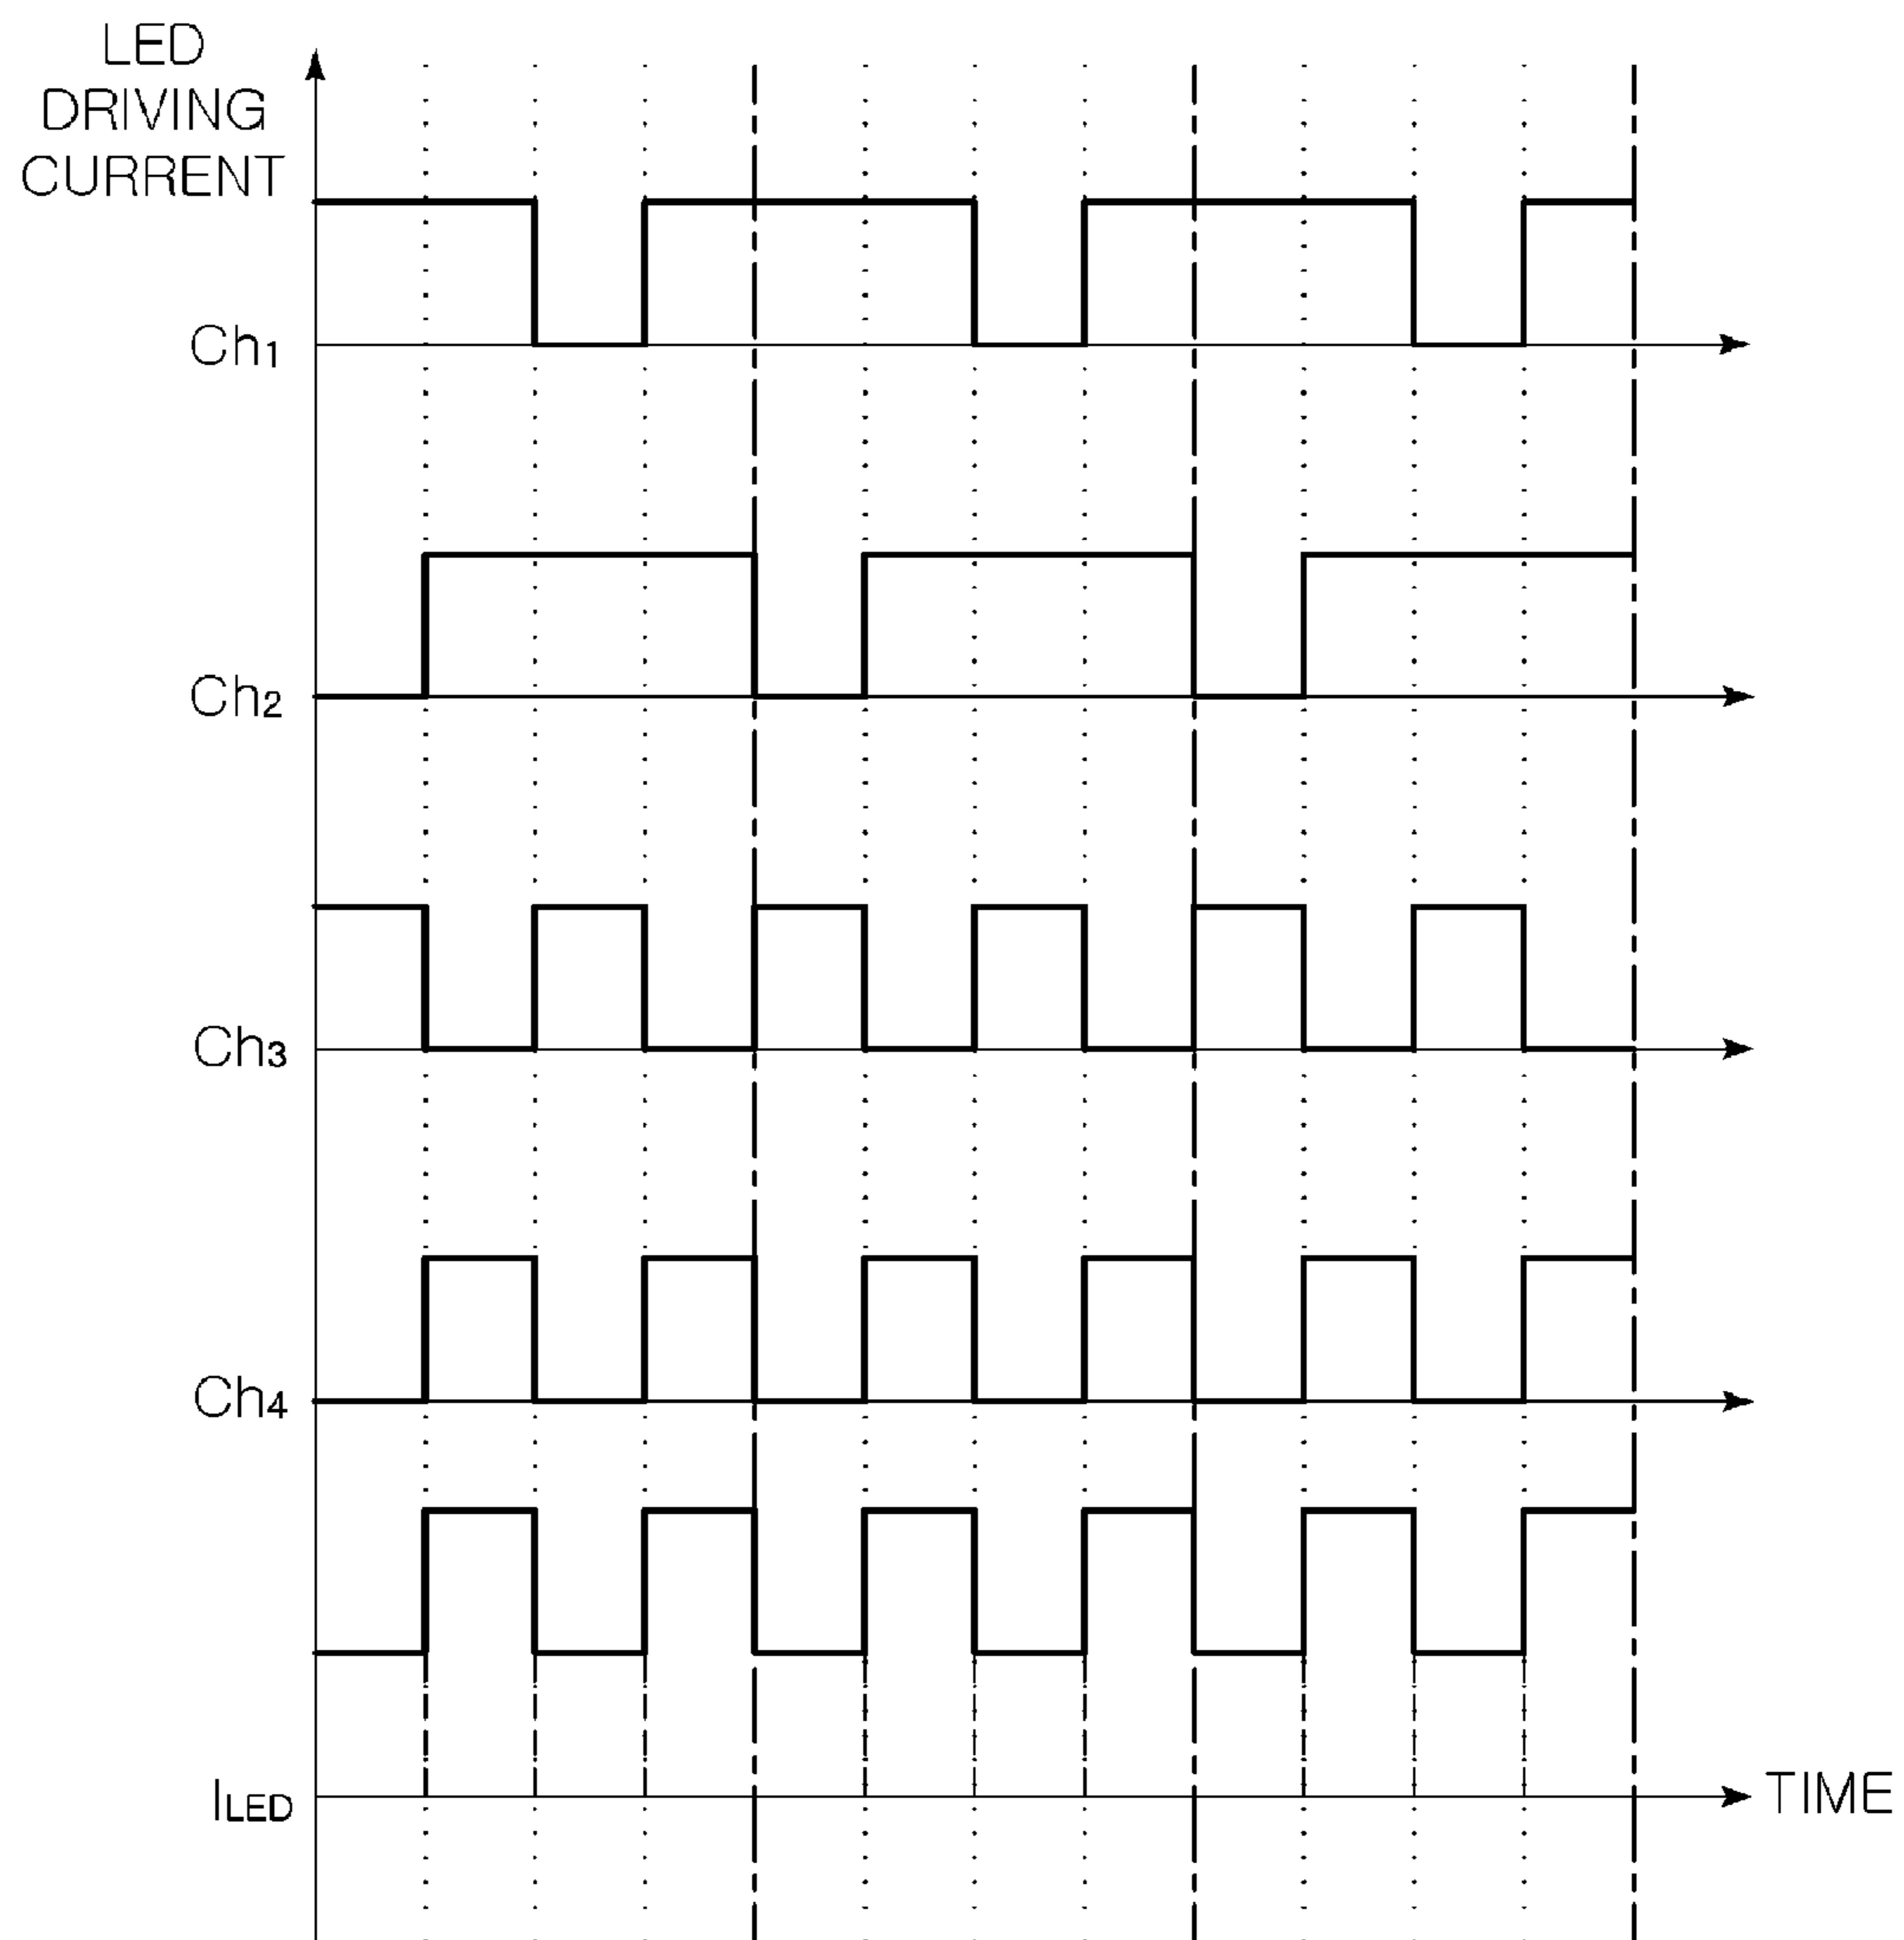 LED
DRIVING
CURRENT
Ch1
Ch2
Ch3
Ch4
ILED
TIME